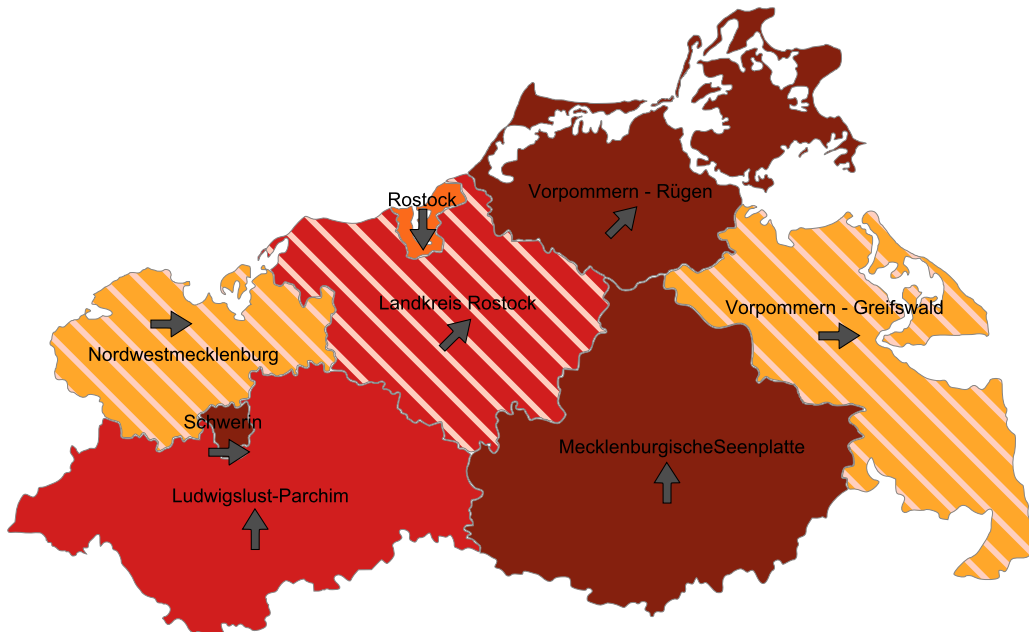 Vorpommern - Rügen
Rostock
Landkreis Rostock
Vorpommern - Greifswald
Nordwestmecklenburg
Schwerin
MecklenburgischeSeenplatte
Ludwigslust-Parchim